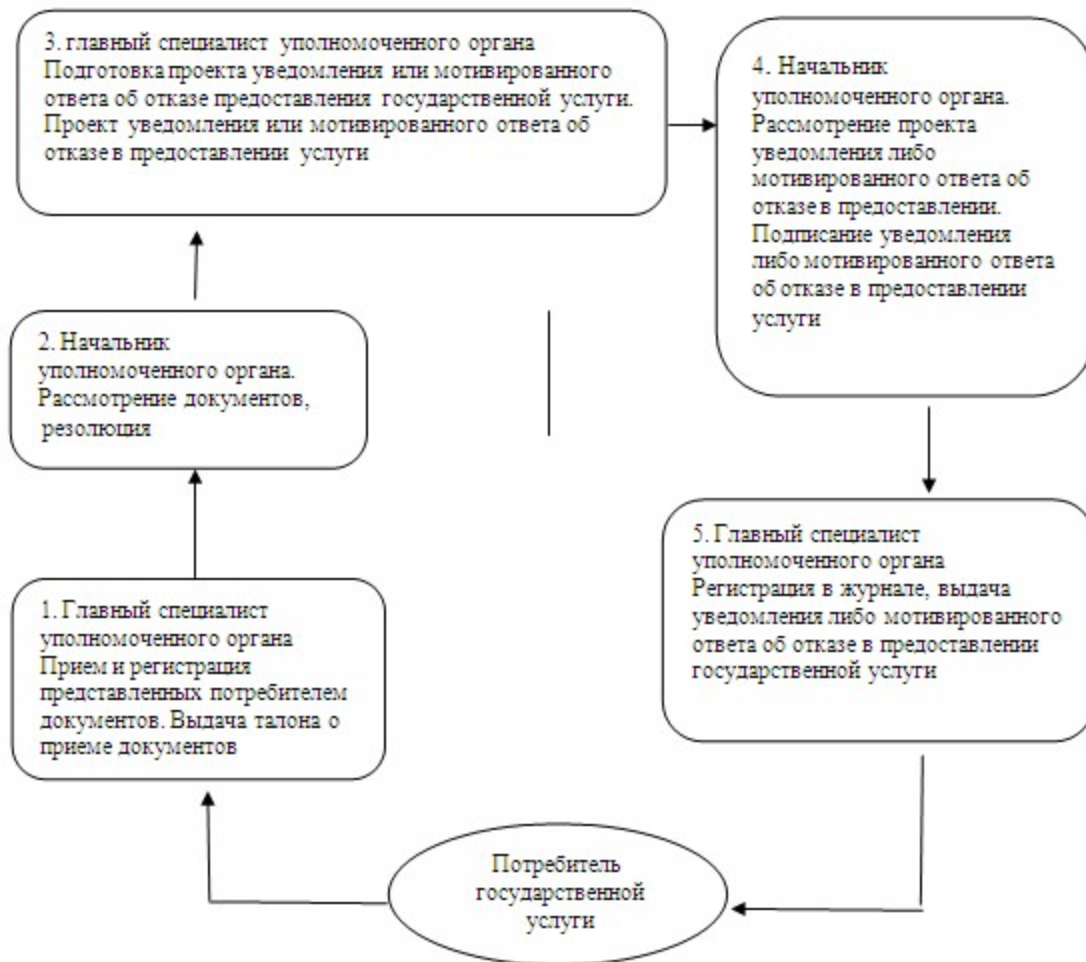 3. главный специалист уполномоченного органа
Подготовка проекта уведомления или мотивированного
ответа об отказе предоставления государственной услуги.
Проект уведомления или мотивированного ответа об
отказе в предоставлении услуги
4. Начальник
уполномоченного органа.
Рассмотрение проекта
уведомления либо
мотивированного ответа об
отказе в предоставлении.
Подписание уведомления
либо мотивированного ответа
об отказе в предоставлении
услуги
2. Начальник
уполномоченного органа.
Рассмотрение документов,
резолюция
5. Главный специалист
уполномоченного органа
Регистрация в журнале, выдача
уведомления либо мотивированного
ответа об отказе в предоставлении
государственной услуги
1. Главный специалист
уполномоченного органа
Прием и регистрация
представленных потребителем
документов. Выдача талона о
приеме документов
Потребитель
государственной
услуги